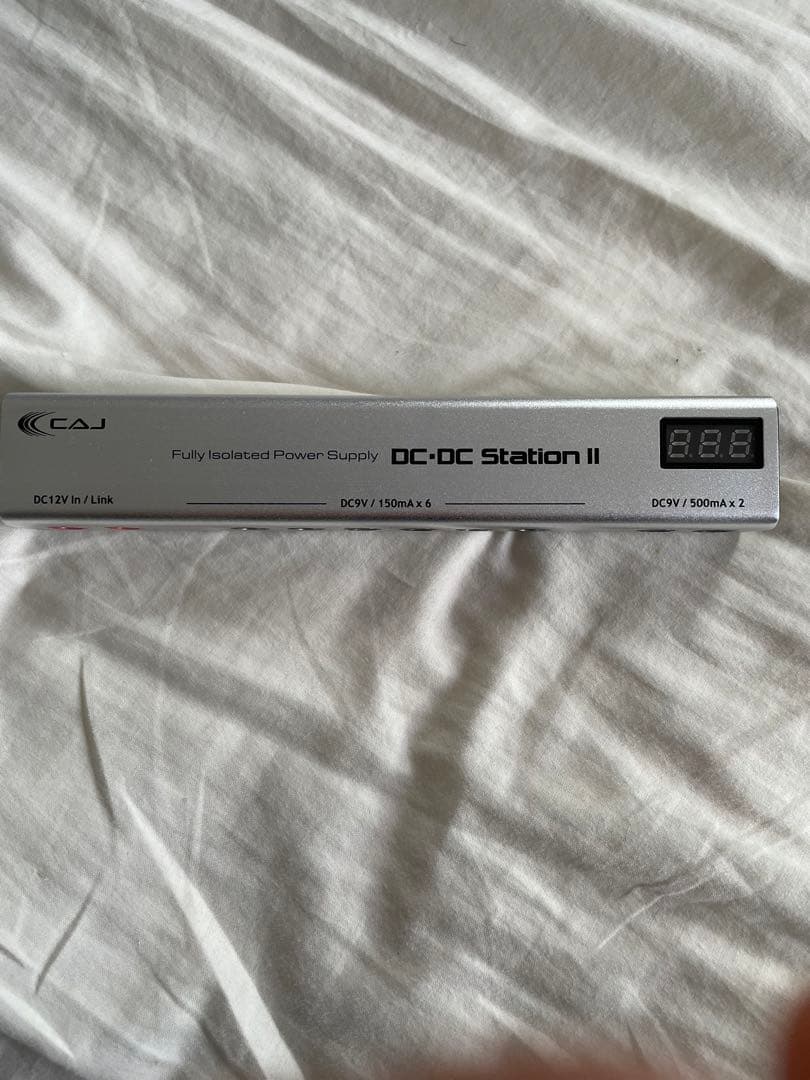 CAJ
Fully Isolated Power Supply DC·DC Station II
DC12V In / Link DC9V / 150mA x 6 DC9V / 500mA x 2